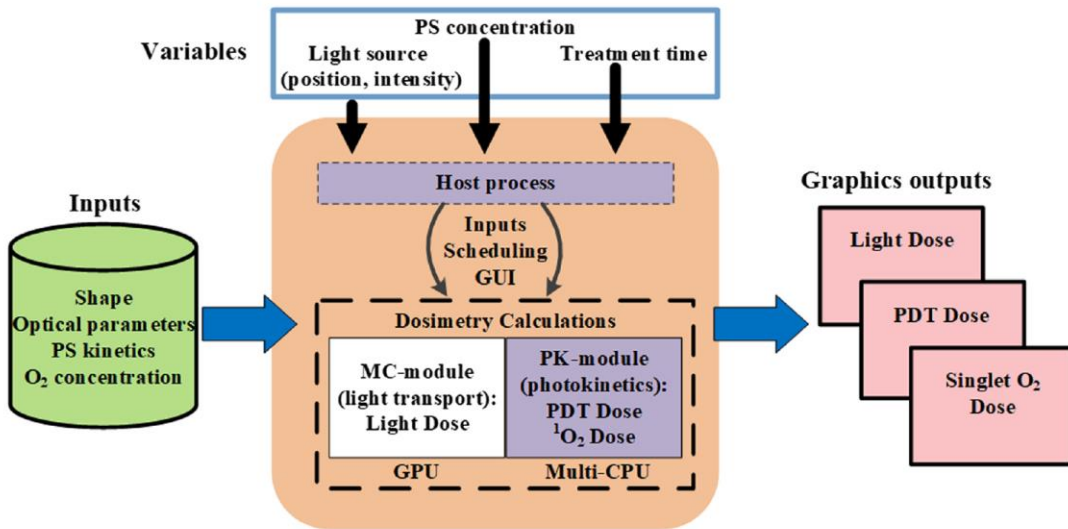 Variables
PS concentration
Light source
(position, intensity)
Treatment time
Host process
Inputs
Scheduling
GUI
Inputs
Shape
Optical parameters
PS kinetics
O₂ concentration
Dosimetry Calculations
MC-module
(light transport):
Light Dose
GPU
PK-module
(photokinetics):
PDT Dose
¹O₂ Dose
Multi-CPU
Graphics outputs
Light Dose
PDT Dose
Singlet O₂
Dose